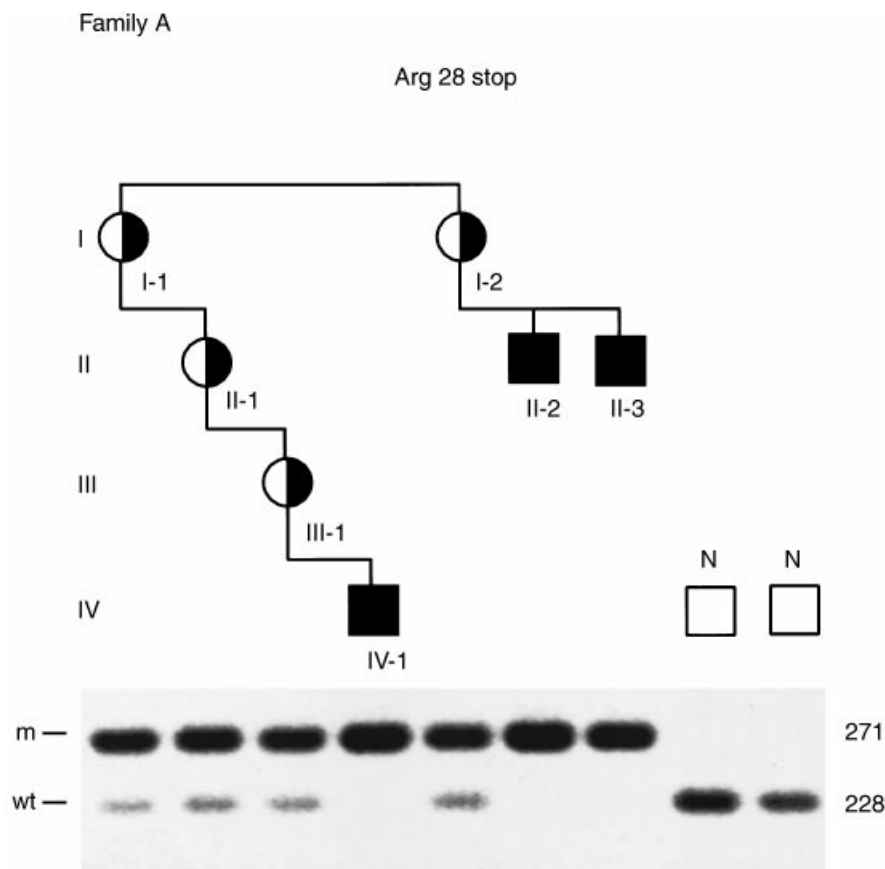 Family A
Arg 28 stop
I
I-1
I-2
II
II-1
II-2
II-3
III
III-1
N N
IV
IV-1
m 271
wt 228